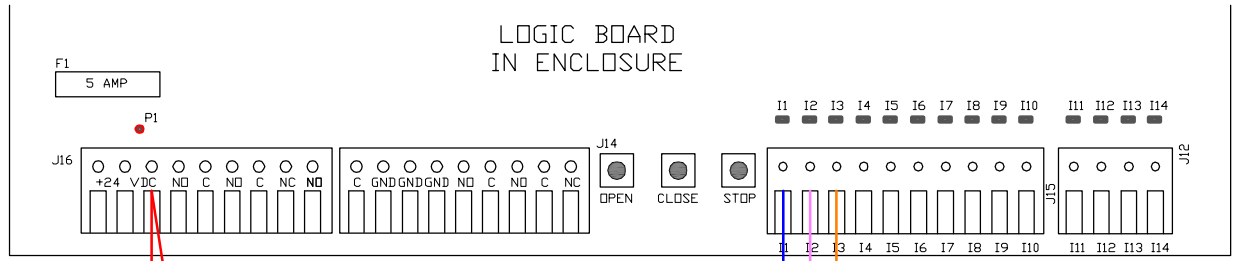 LOGIC BOARD
IN ENCLOSURE
F1
5 AMP
P1
I1 I2 I3 I4 I5 I6 I7 I8 I9 I10 I11 I12 I13 I14
J16
J14
J12
+24 VDC NO C NO C NC NO
C GND GND GND NO C NO C NC
OPEN CLOSE STOP
J15
I1 I2 I3 I4 I5 I6 I7 I8 I9 I10 I11 I12 I13 I14